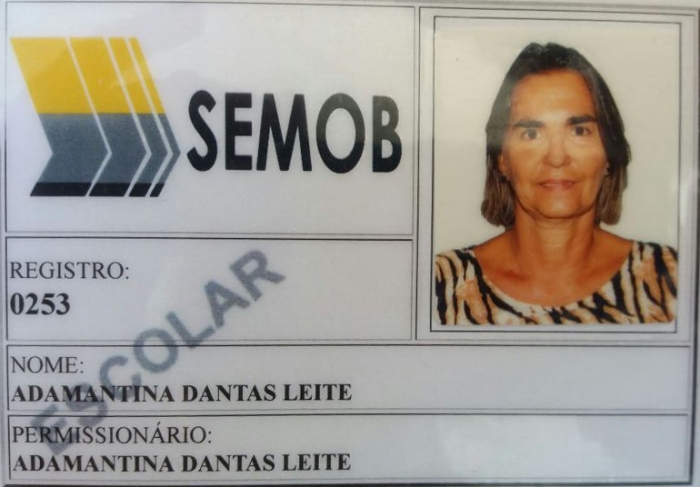 SEMOB
REGISTRO:
0253
ESCOLAR
NOME:
ADAMANTINA DANTAS LEITE
PERMISSIONÁRIO:
ADAMANTINA DANTAS LEITE